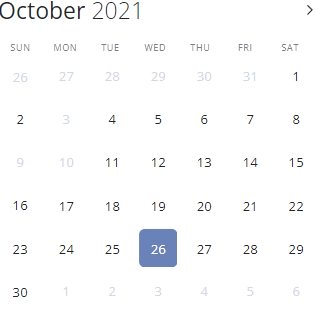 October 2021
SUN MON TUE WED THU FRI SAT
26 27 28 29 30 31 1
2 3 4 5 6 7 8
9 10 11 12 13 14 15
16 17 18 19 20 21 22
23 24 25 26 27 28 29
30 1 2 3 4 5 6